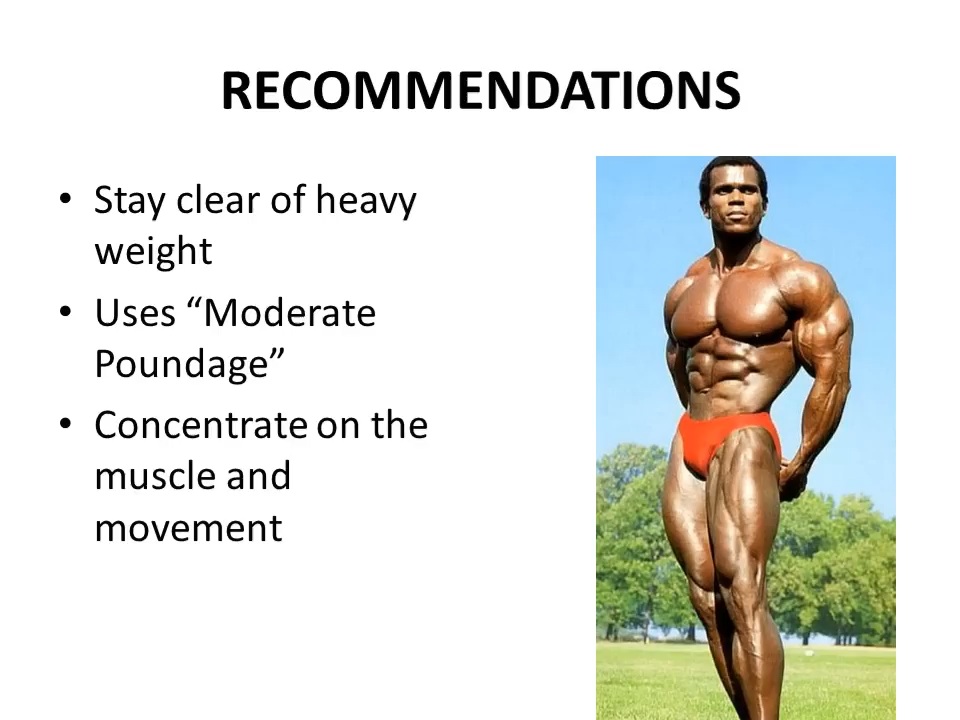 RECOMMENDATIONS
• Stay clear of heavy
weight
• Uses “Moderate
Poundage”
• Concentrate on the
muscle and
movement